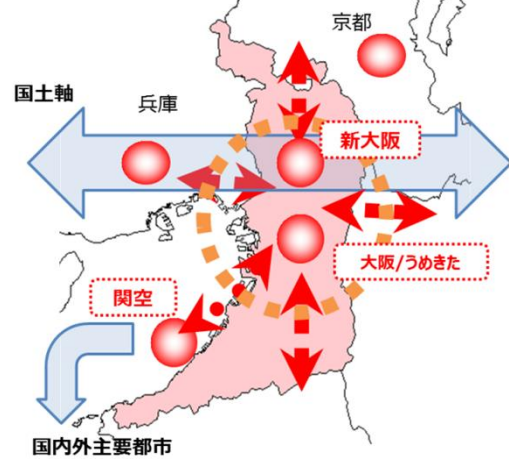 京都
国土軸
兵庫
新大阪
大阪/うめきた
関空
国内外主要都市